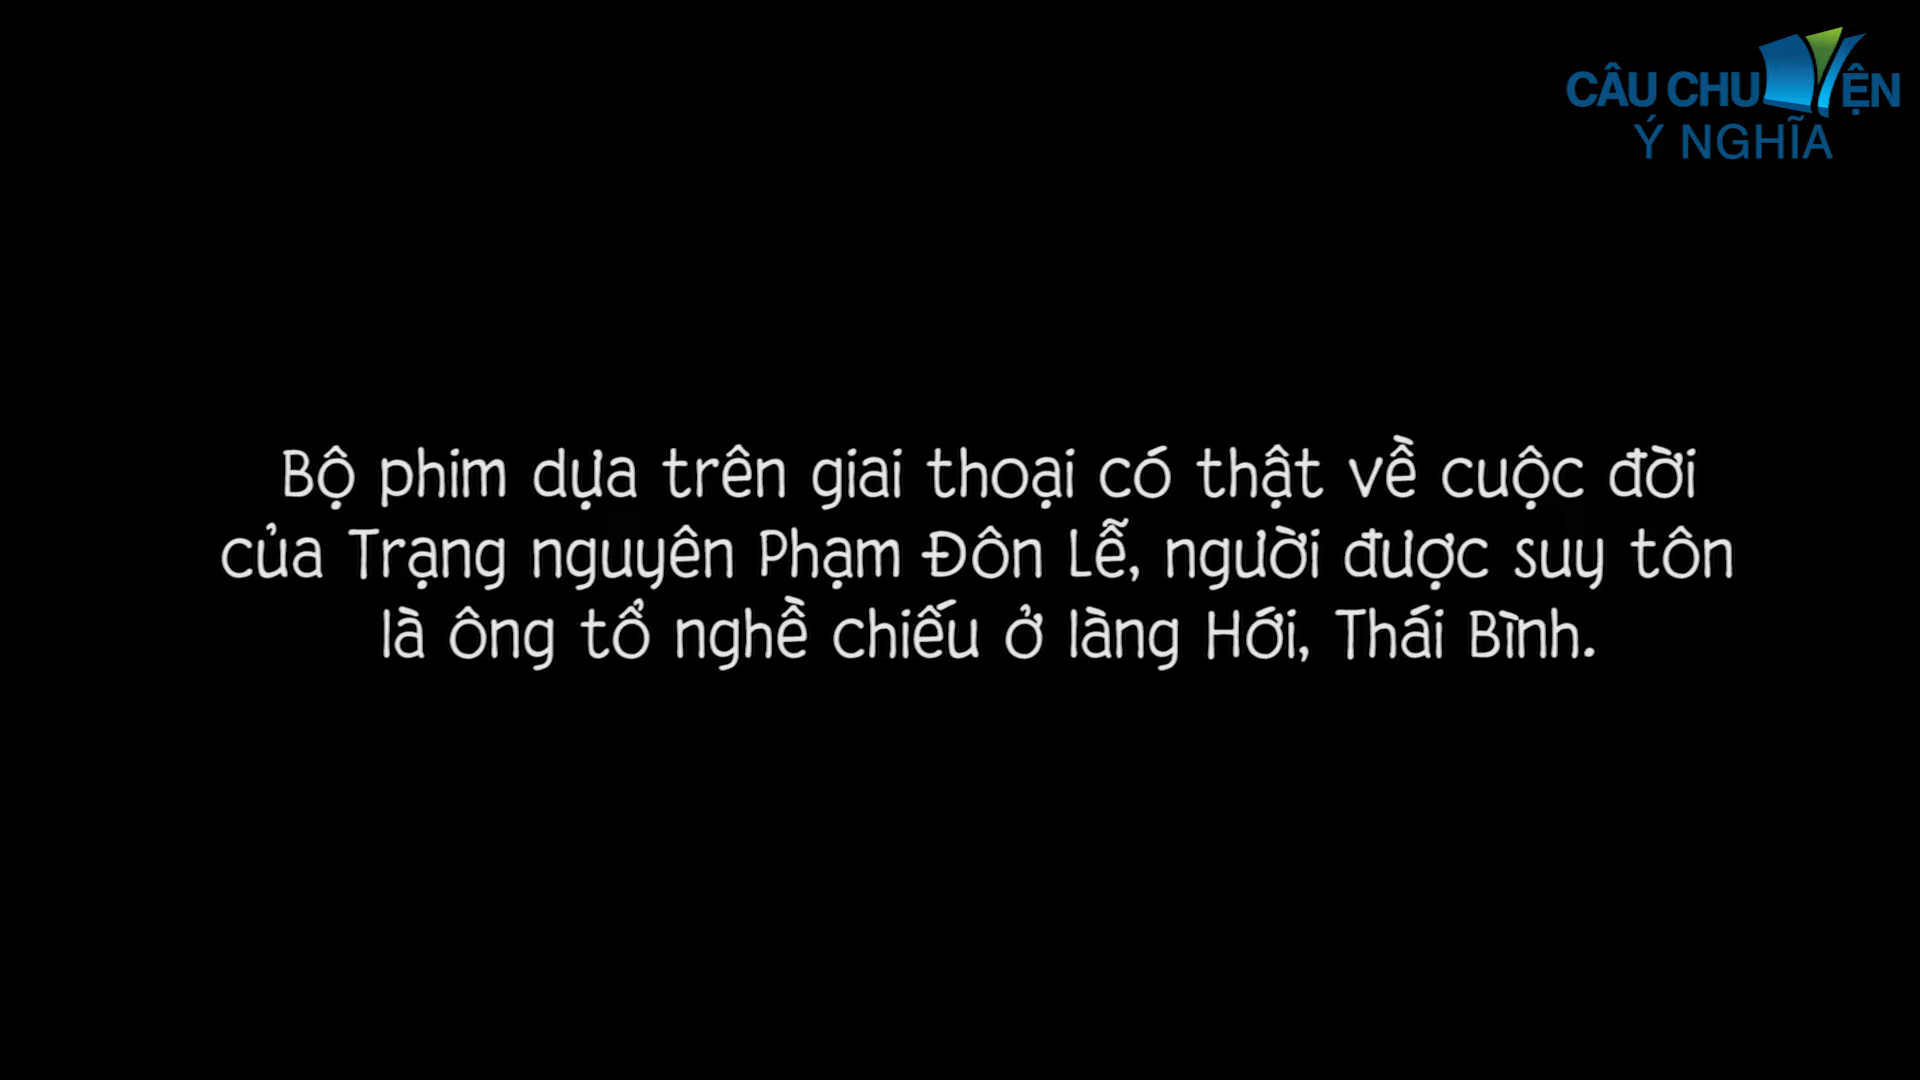 CÂU CHUYỆN
Ý NGHĨA
Bộ phim dựa trên giai thoại có thật về cuộc đời
của Trạng nguyên Phạm Đôn Lễ, người được suy tôn
là ông tổ nghề chiếu ở làng Hới, Thái Bình.